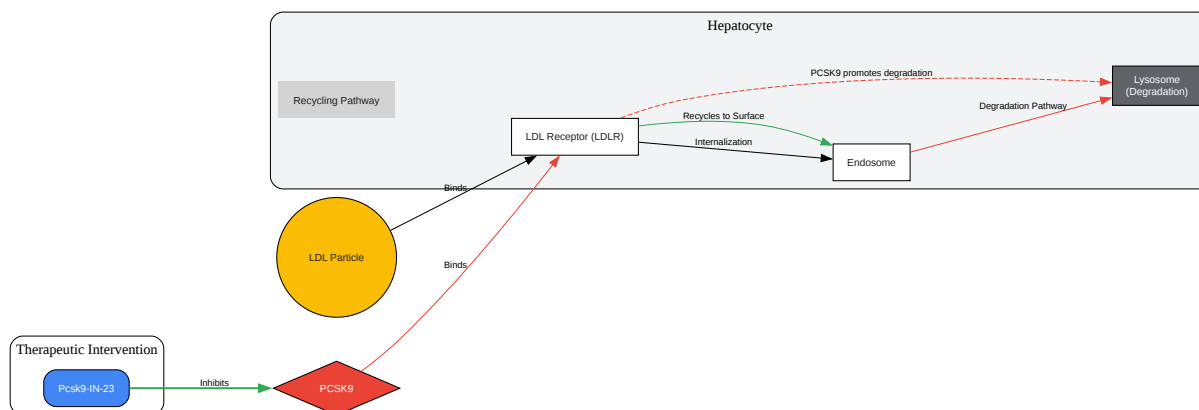 Hepatocyte
PCSK9 promotes degradation
Lysosome
(Degradation)
Recycling Pathway
Degradation Pathway
Recycles to Surface
LDL Receptor (LDLR)
Internalization
Endosome
Binds
LDL Particle
Binds
Therapeutic Intervention
Pcsk9-IN-23
Inhibits
PCSK9